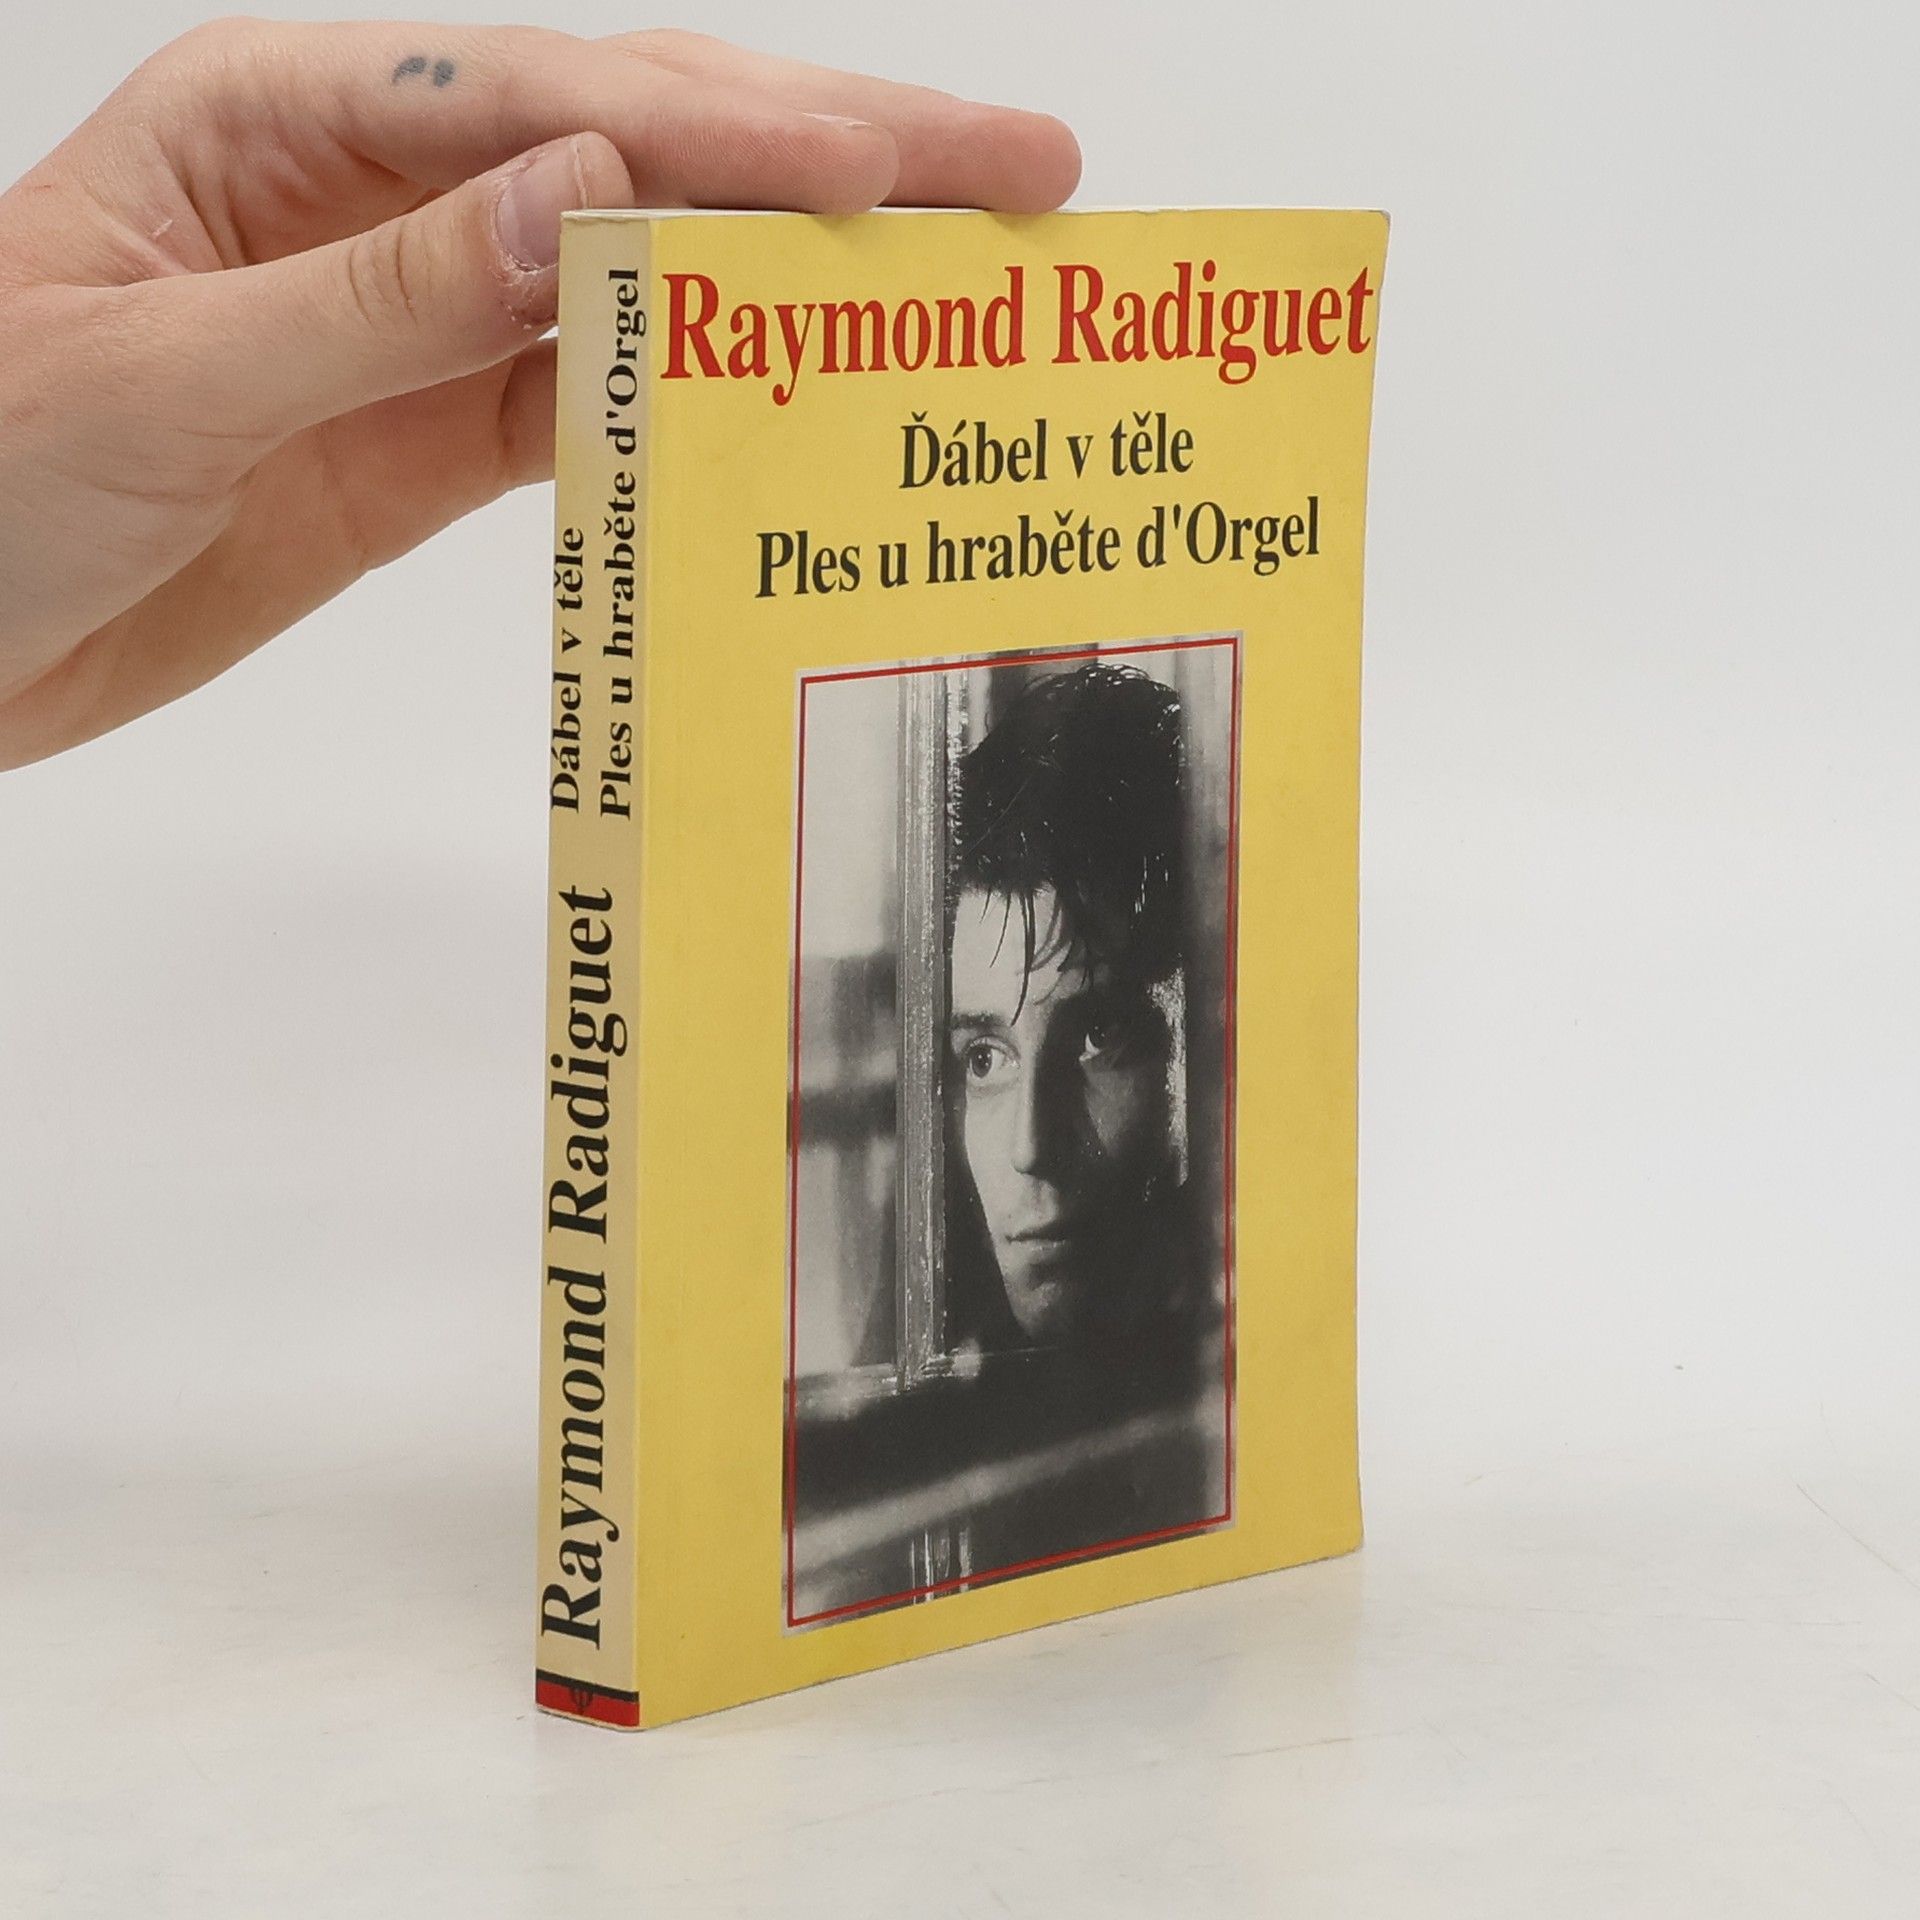 Raymond Radiguet
Ďábel v těle
Ples u hraběte d'Orgel
Raymond Radiguet
Ďábel v těle
Ples u hraběte d'Orgel